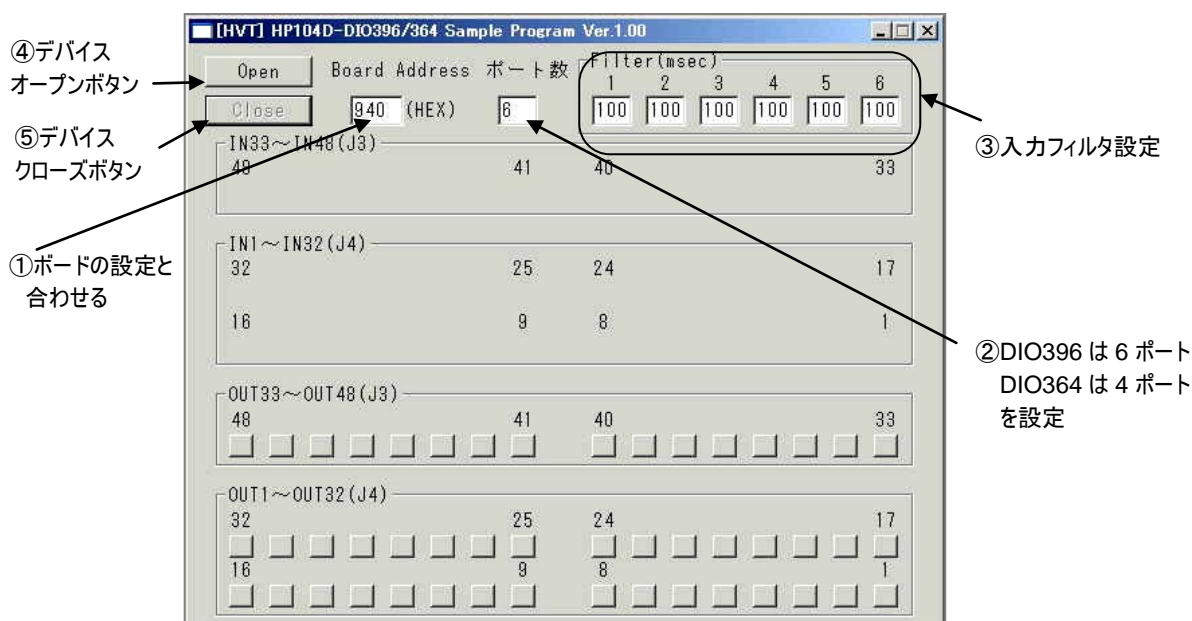 [HVT] HP104D-DIO396/364 Sample Program Ver.1.00
④デバイス
オープンボタン
Open
Board Address
ポート数
Filter(msec)
1 2 3 4 5 6
Close
940 (HEX)
6
100 100 100 100 100 100
⑤デバイス
クローズボタン
③入力フィルタ設定
IN33～IN48(J3)
48 41 40 33
①ボードの設定と
合わせる
IN1～IN32(J4)
32 25 24 17
16 9 8 1
②DIO396 は 6 ポート
DIO364 は 4 ポート
を設定
OUT33～OUT48(J3)
48 41 40 33
OUT1～OUT32(J4)
32 25 24 17
16 9 8 1